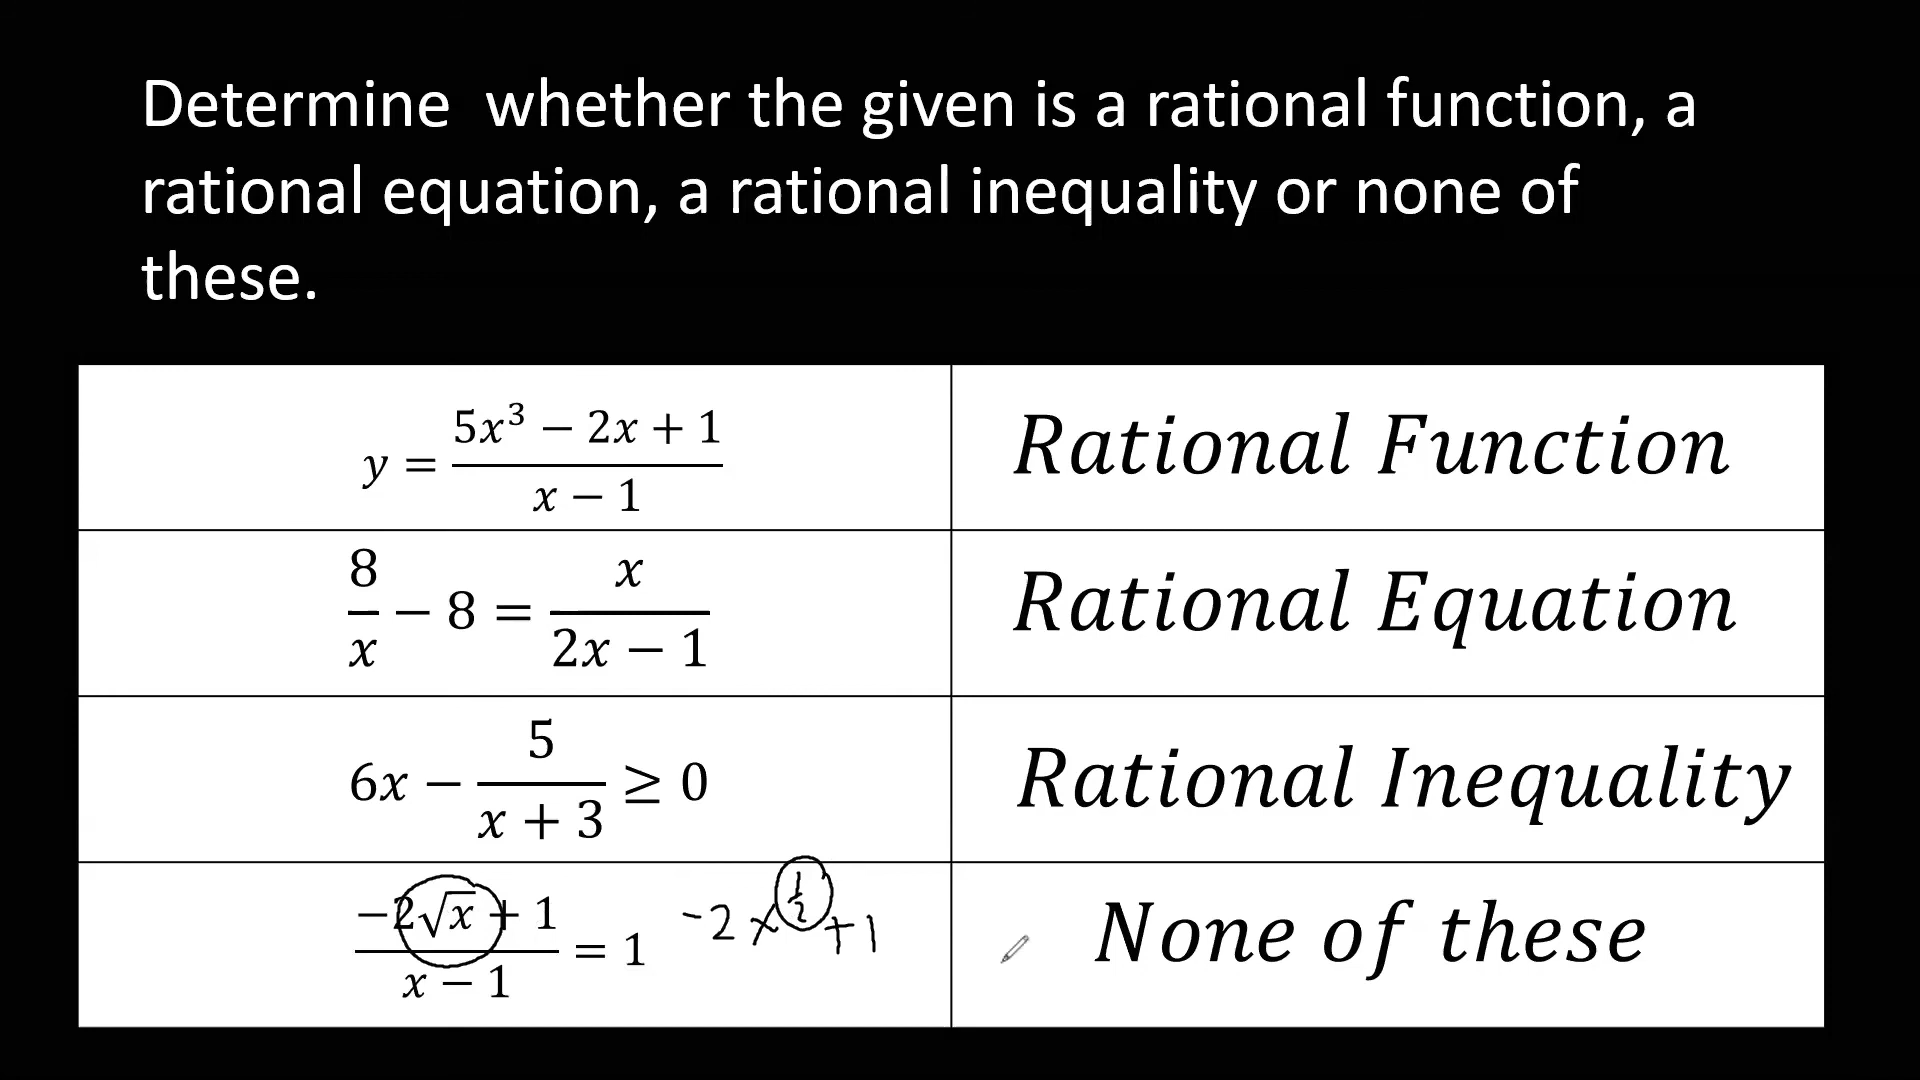 Determine  whether the given is a rational function, a
rational equation, a rational inequality or none of
these.
y = (5x³ − 2x + 1)/(x − 1)
Rational Function
8/x − 8 = x/(2x − 1)
Rational Equation
6x − 5/(x + 3) ≥ 0
Rational Inequality
(−2√x + 1)/(x − 1) = 1
-2x^(1/2) + 1
None of these